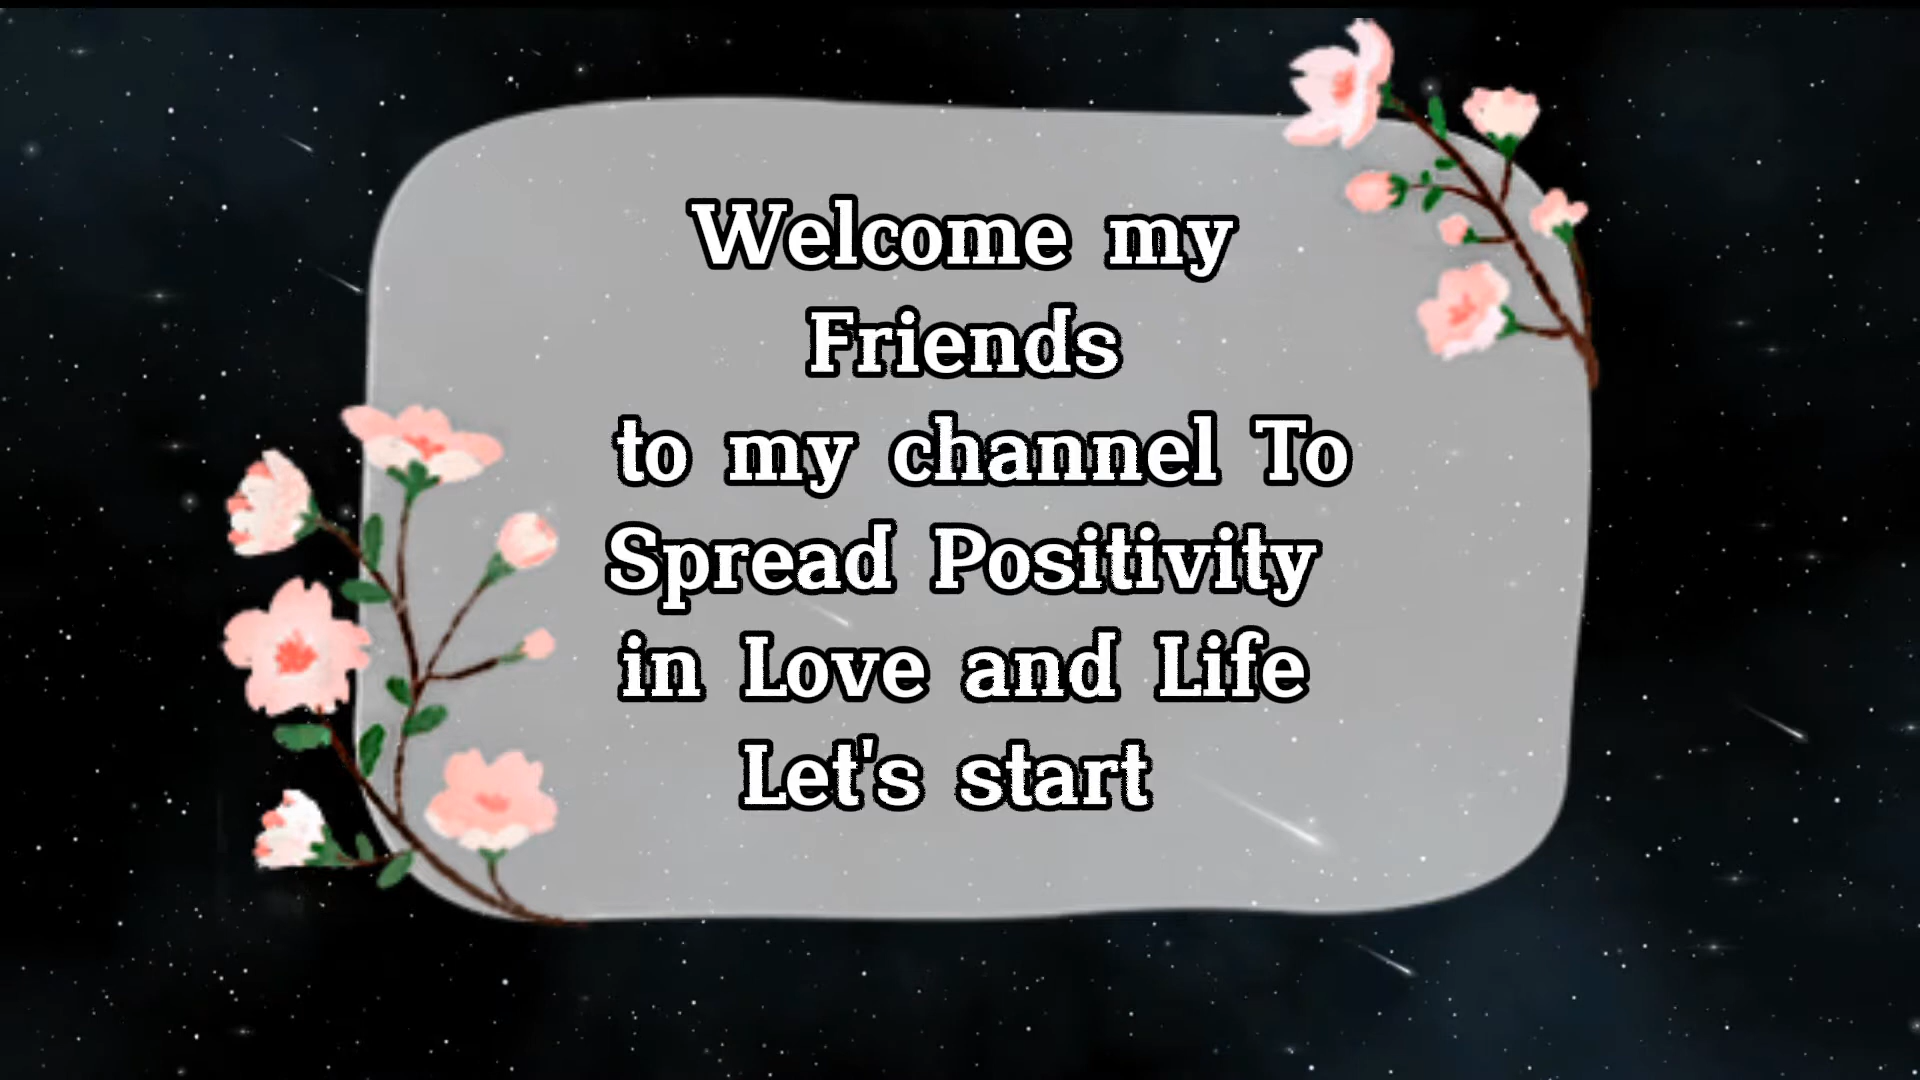 Welcome my
Friends
to my channel To
Spread Positivity
in Love and Life
Let's start